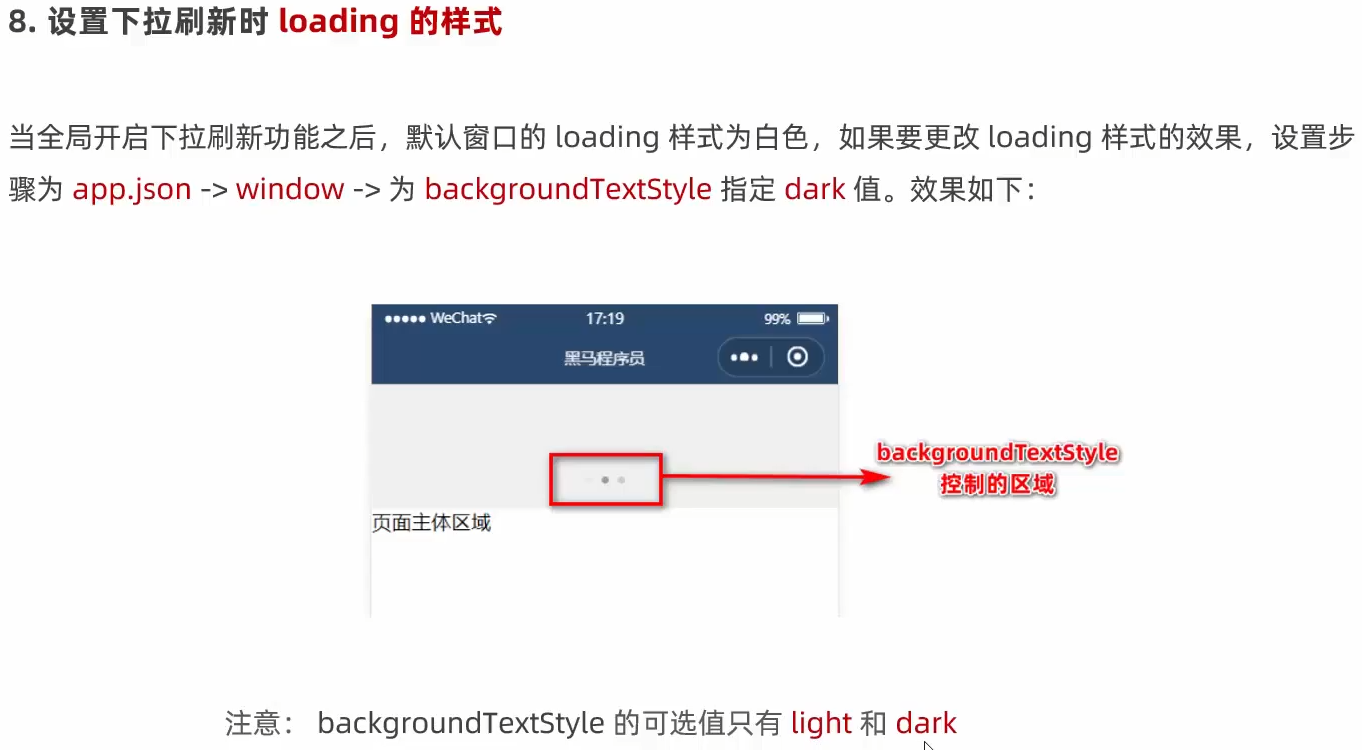 8. 设置下拉刷新时 loading 的样式
当全局开启下拉刷新功能之后，默认窗口的 loading 样式为白色，如果要更改 loading 样式的效果，设置步
骤为 app.json -> window -> 为 backgroundTextStyle 指定 dark 值。效果如下：
WeChat 17:19 99%
黑马程序员
backgroundTextStyle
控制的区域
页面主体区域
注意： backgroundTextStyle 的可选值只有 light 和 dark